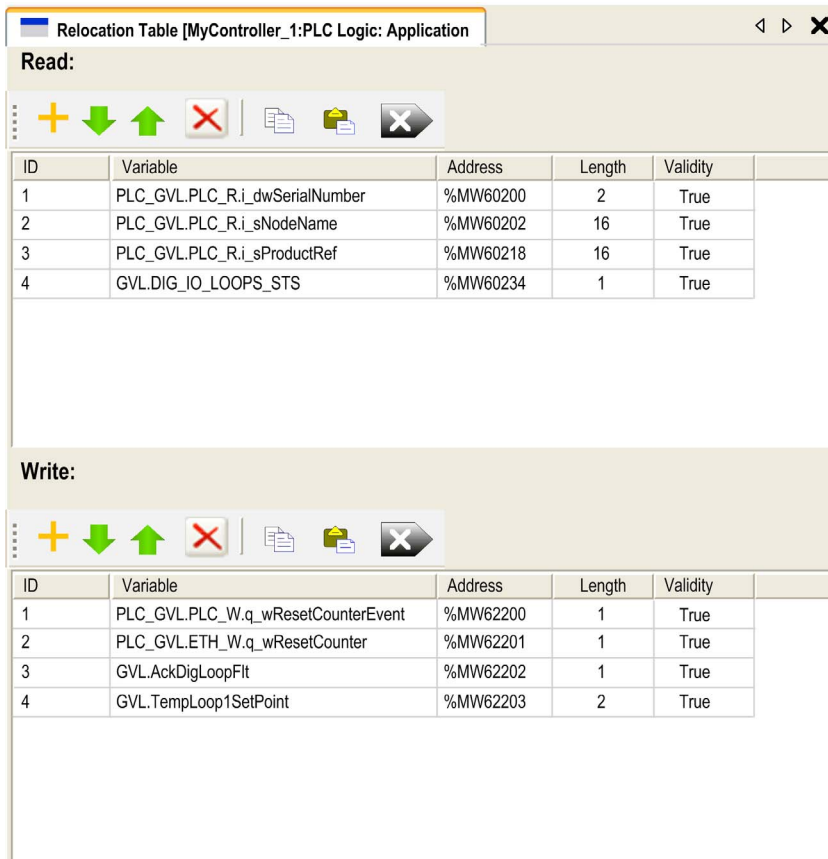 Relocation Table [MyController_1:PLC Logic: Application
Read:
ID Variable Address Length Validity
1 PLC_GVL.PLC_R.i_dwSerialNumber %MW60200 2 True
2 PLC_GVL.PLC_R.i_sNodeName %MW60202 16 True
3 PLC_GVL.PLC_R.i_sProductRef %MW60218 16 True
4 GVL.DIG_IO_LOOPS_STS %MW60234 1 True
Write:
ID Variable Address Length Validity
1 PLC_GVL.PLC_W.q_wResetCounterEvent %MW62200 1 True
2 PLC_GVL.ETH_W.q_wResetCounter %MW62201 1 True
3 GVL.AckDigLoopFlt %MW62202 1 True
4 GVL.TempLoop1SetPoint %MW62203 2 True